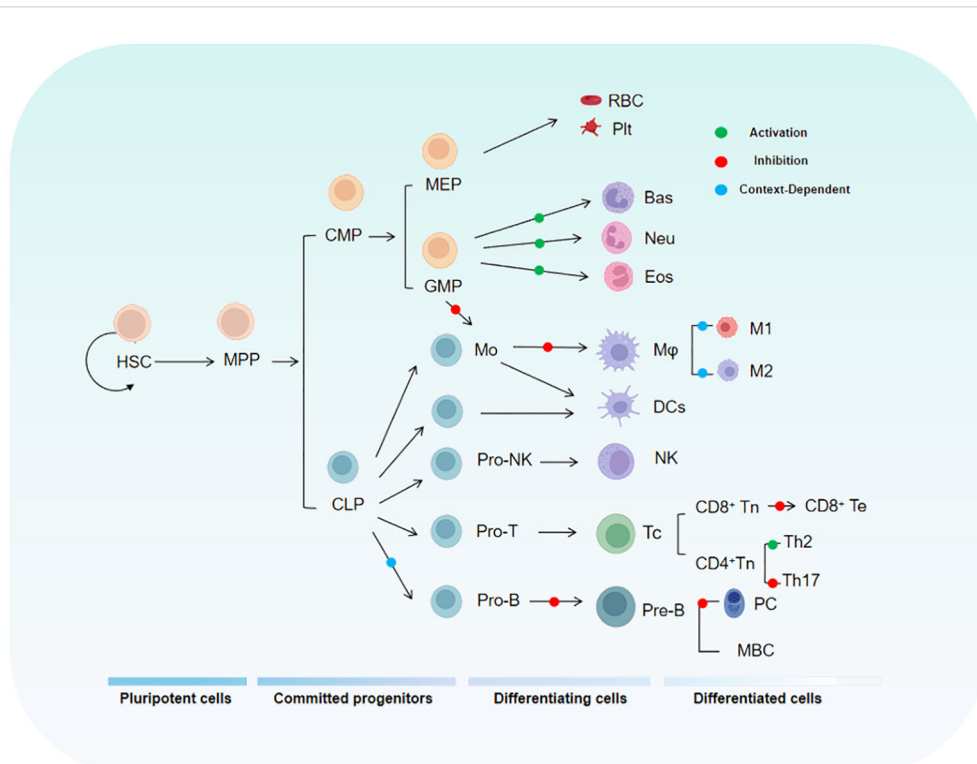 RBC
Plt
Activation
Inhibition
Context-Dependent
MEP
CMP
GMP
Bas
Neu
Eos
HSC
MPP
Mo
Mφ
M1
M2
DCs
CLP
Pro-NK
NK
Pro-T
Tc
CD8⁺ Tn
CD8⁺ Te
CD4⁺Tn
Th2
Th17
Pro-B
Pre-B
PC
MBC
Pluripotent cells
Committed progenitors
Differentiating cells
Differentiated cells